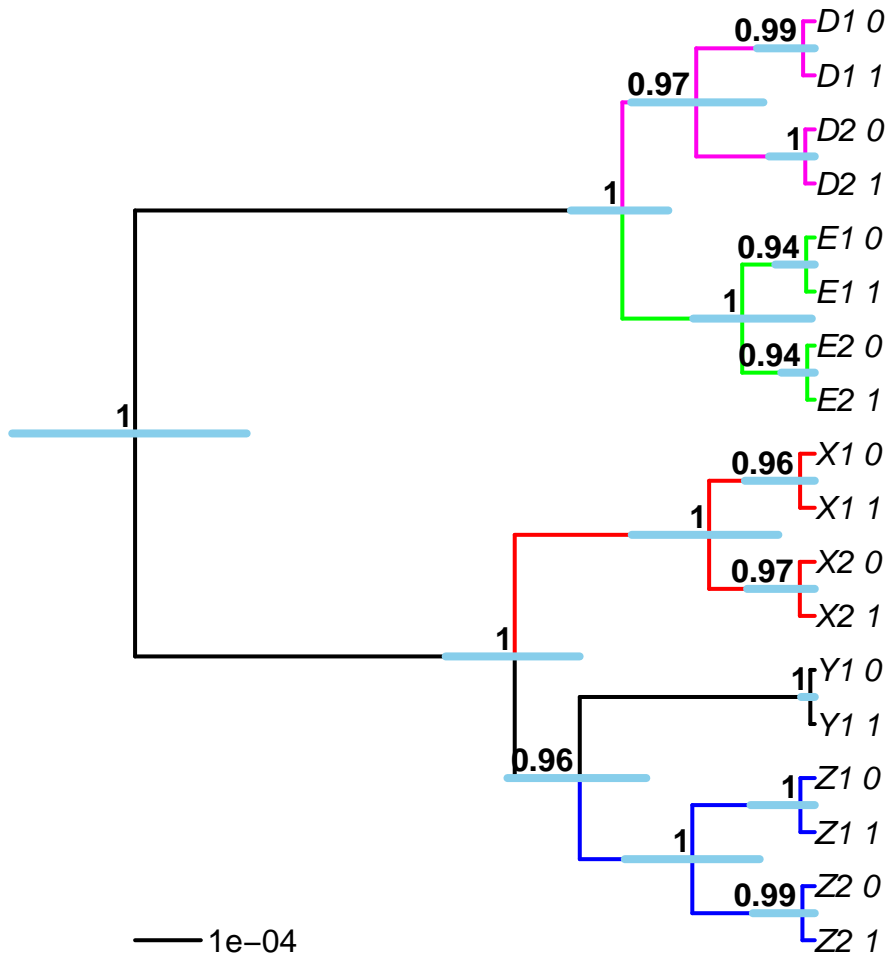 0.99
D1 0
D1 1
0.97
1
D2 0
D2 1
1
0.94
E1 0
E1 1
1
0.94
E2 0
E2 1
1
0.96
X1 0
X1 1
1
0.97
X2 0
X2 1
1
1
Y1 0
Y1 1
0.96
1
Z1 0
Z1 1
1
0.99
Z2 0
Z2 1
1e−04